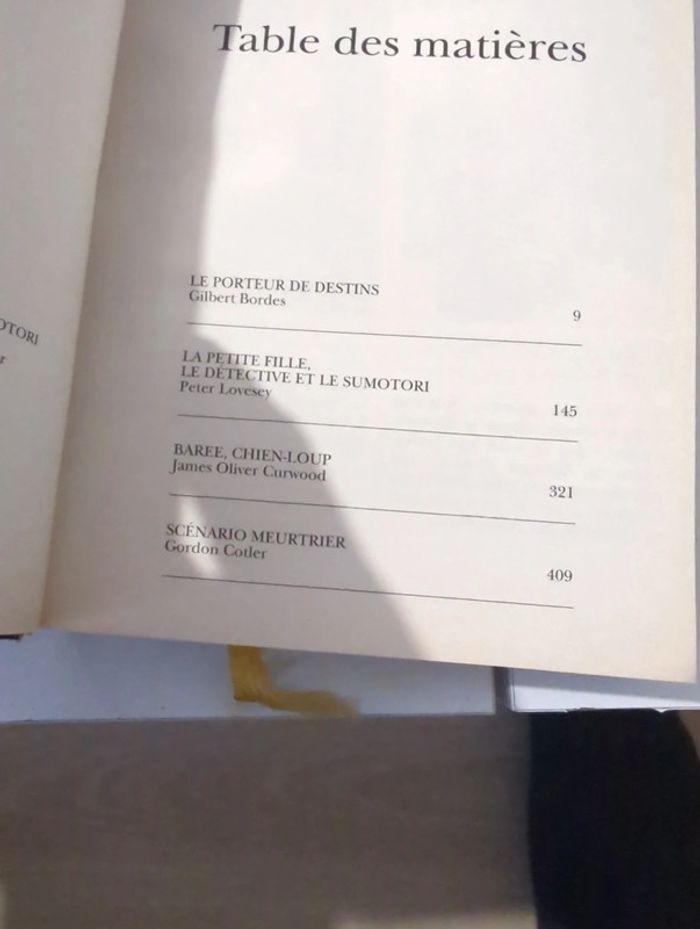 Table des matières
LE PORTEUR DE DESTINS
Gilbert Bordes
9
LA PETITE FILLE,
LE DÉTECTIVE ET LE SUMOTORI
Peter Lovesey
145
BAREE, CHIEN-LOUP
James Oliver Curwood
321
SCÉNARIO MEURTRIER
Gordon Cotler
409